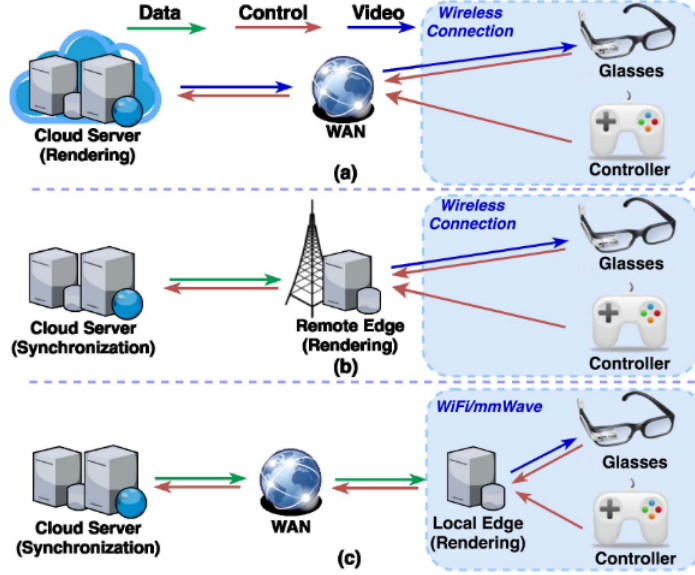 Data
Control
Video
Wireless
Connection
Glasses
Cloud Server
(Rendering)
WAN
Controller
(a)
Wireless
Connection
Glasses
Cloud Server
(Synchronization)
Remote Edge
(Rendering)
Controller
(b)
WiFi/mmWave
Glasses
Cloud Server
(Synchronization)
WAN
Local Edge
(Rendering)
Controller
(c)